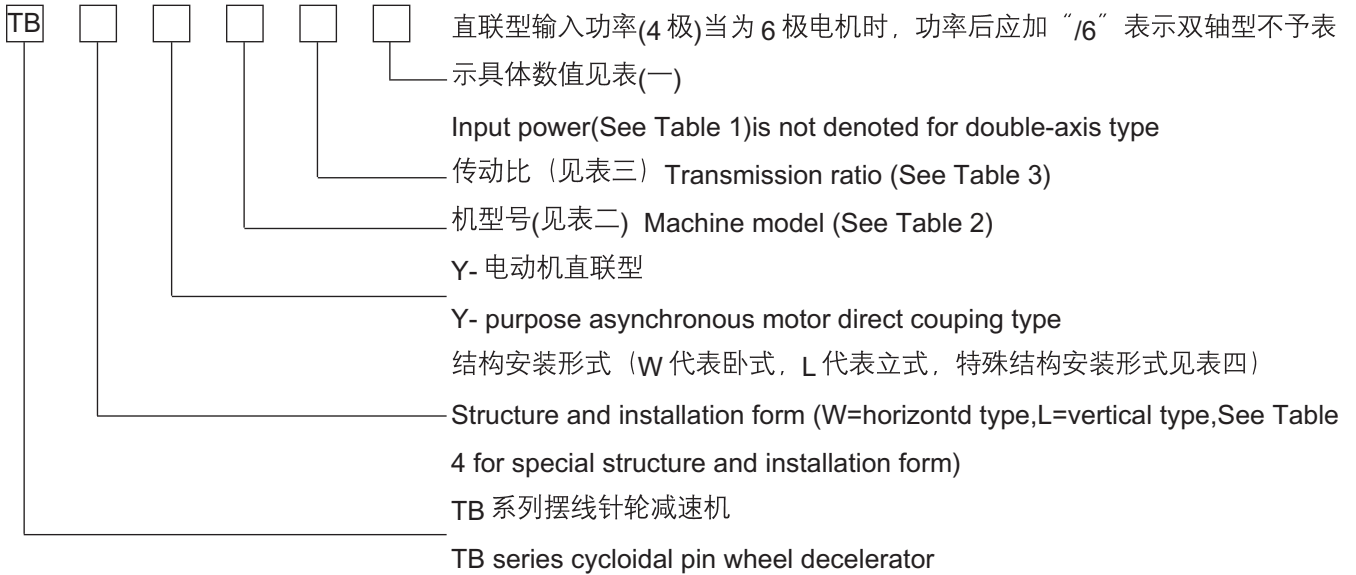 TB
直联型输入功率(4 极)当为 6 极电机时，功率后应加 ″/6″ 表示双轴型不予表
示具体数值见表(一)
Input power(See Table 1)is not denoted for double-axis type
传动比（见表三）Transmission ratio (See Table 3)
机型号(见表二) Machine model (See Table 2)
Y- 电动机直联型
Y- purpose asynchronous motor direct couping type
结构安装形式（W 代表卧式，L 代表立式，特殊结构安装形式见表四）
Structure and installation form (W=horizontd type,L=vertical type,See Table
4 for special structure and installation form)
TB 系列摆线针轮减速机
TB series cycloidal pin wheel decelerator